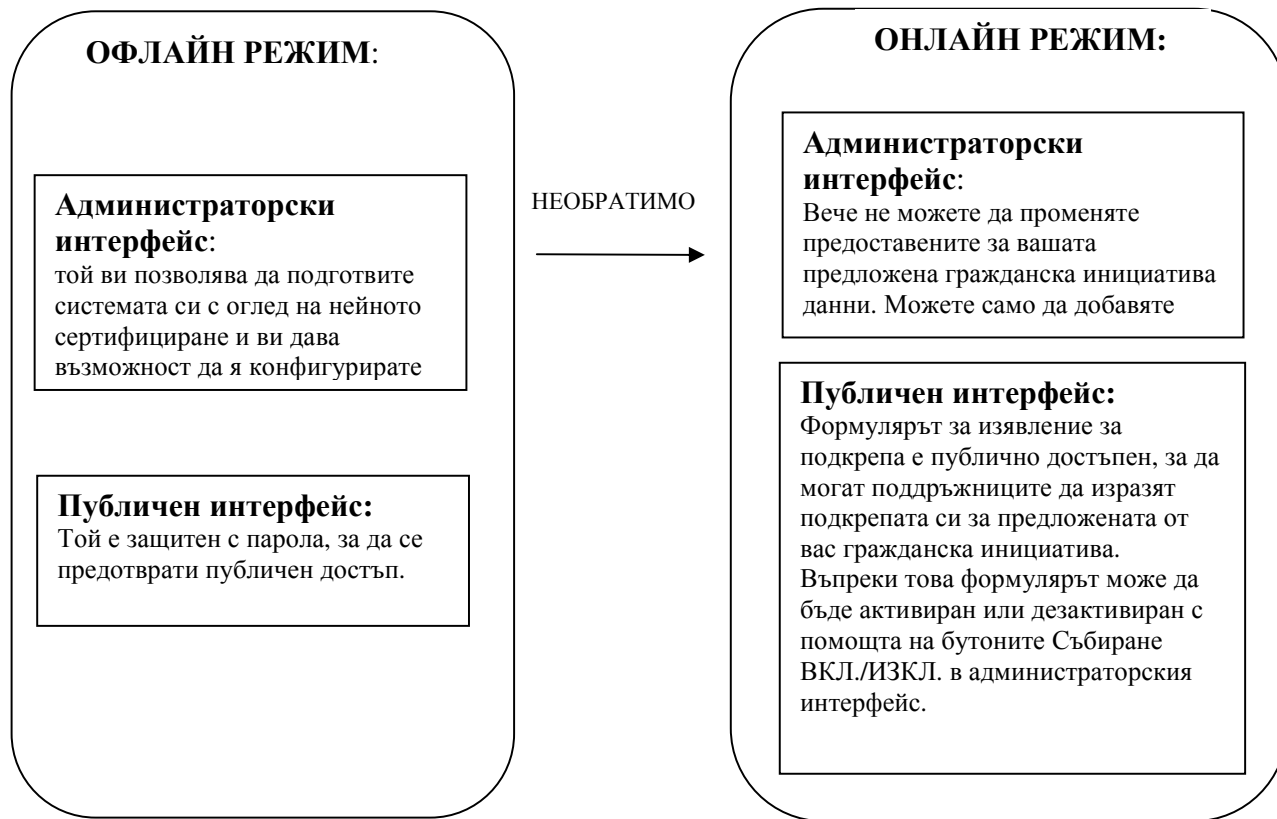 ОФЛАЙН РЕЖИМ:
Администраторски
интерфейс:
той ви позволява да подготвите
системата си с оглед на нейното
сертифициране и ви дава
възможност да я конфигурирате
Публичен интерфейс:
Той е защитен с парола, за да се
предотврати публичен достъп.
НЕОБРАТИМО
ОНЛАЙН РЕЖИМ:
Администраторски
интерфейс:
Вече не можете да променяте
предоставените за вашата
предложена гражданска инициатива
данни. Можете само да добавяте
Публичен интерфейс:
Формулярът за изявление за
подкрепа е публично достъпен, за да
могат поддръжниците да изразят
подкрепата си за предложената от
вас гражданска инициатива.
Въпреки това формулярът може да
бъде активиран или дезактивиран с
помощта на бутоните Събиране
ВКЛ./ИЗКЛ. в администраторския
интерфейс.